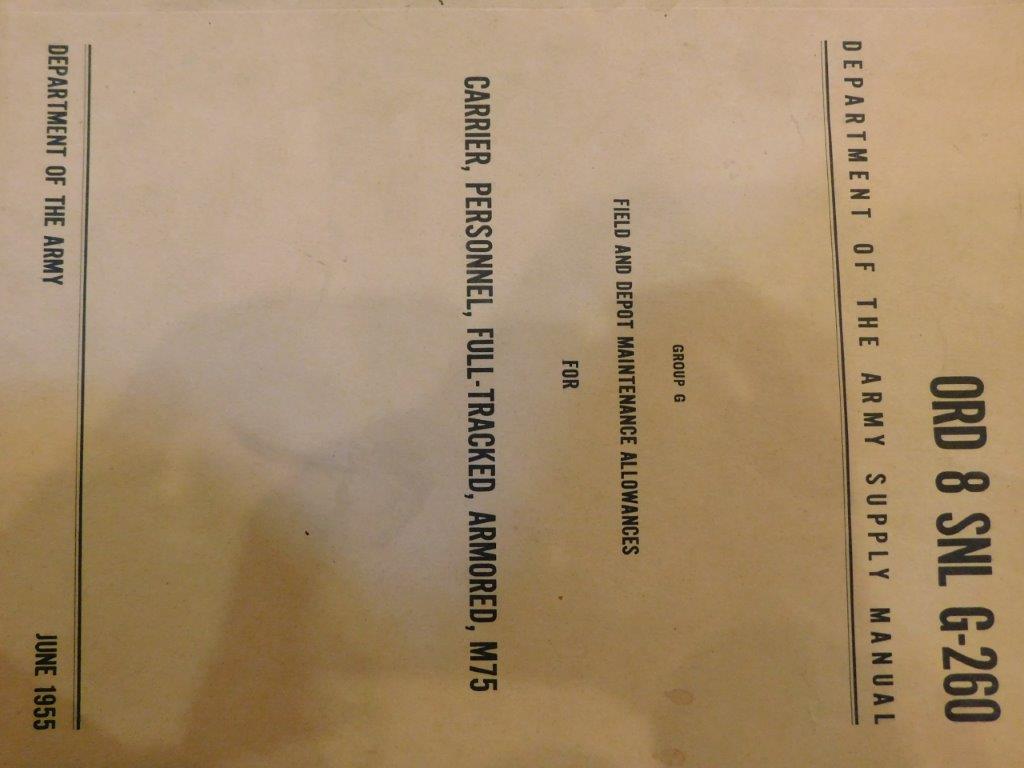 ORD 8 SNL G-260
DEPARTMENT OF THE ARMY SUPPLY MANUAL
GROUP G
FIELD AND DEPOT MAINTENANCE ALLOWANCES
FOR
CARRIER, PERSONNEL, FULL-TRACKED, ARMORED, M75
DEPARTMENT OF THE ARMY JUNE 1955